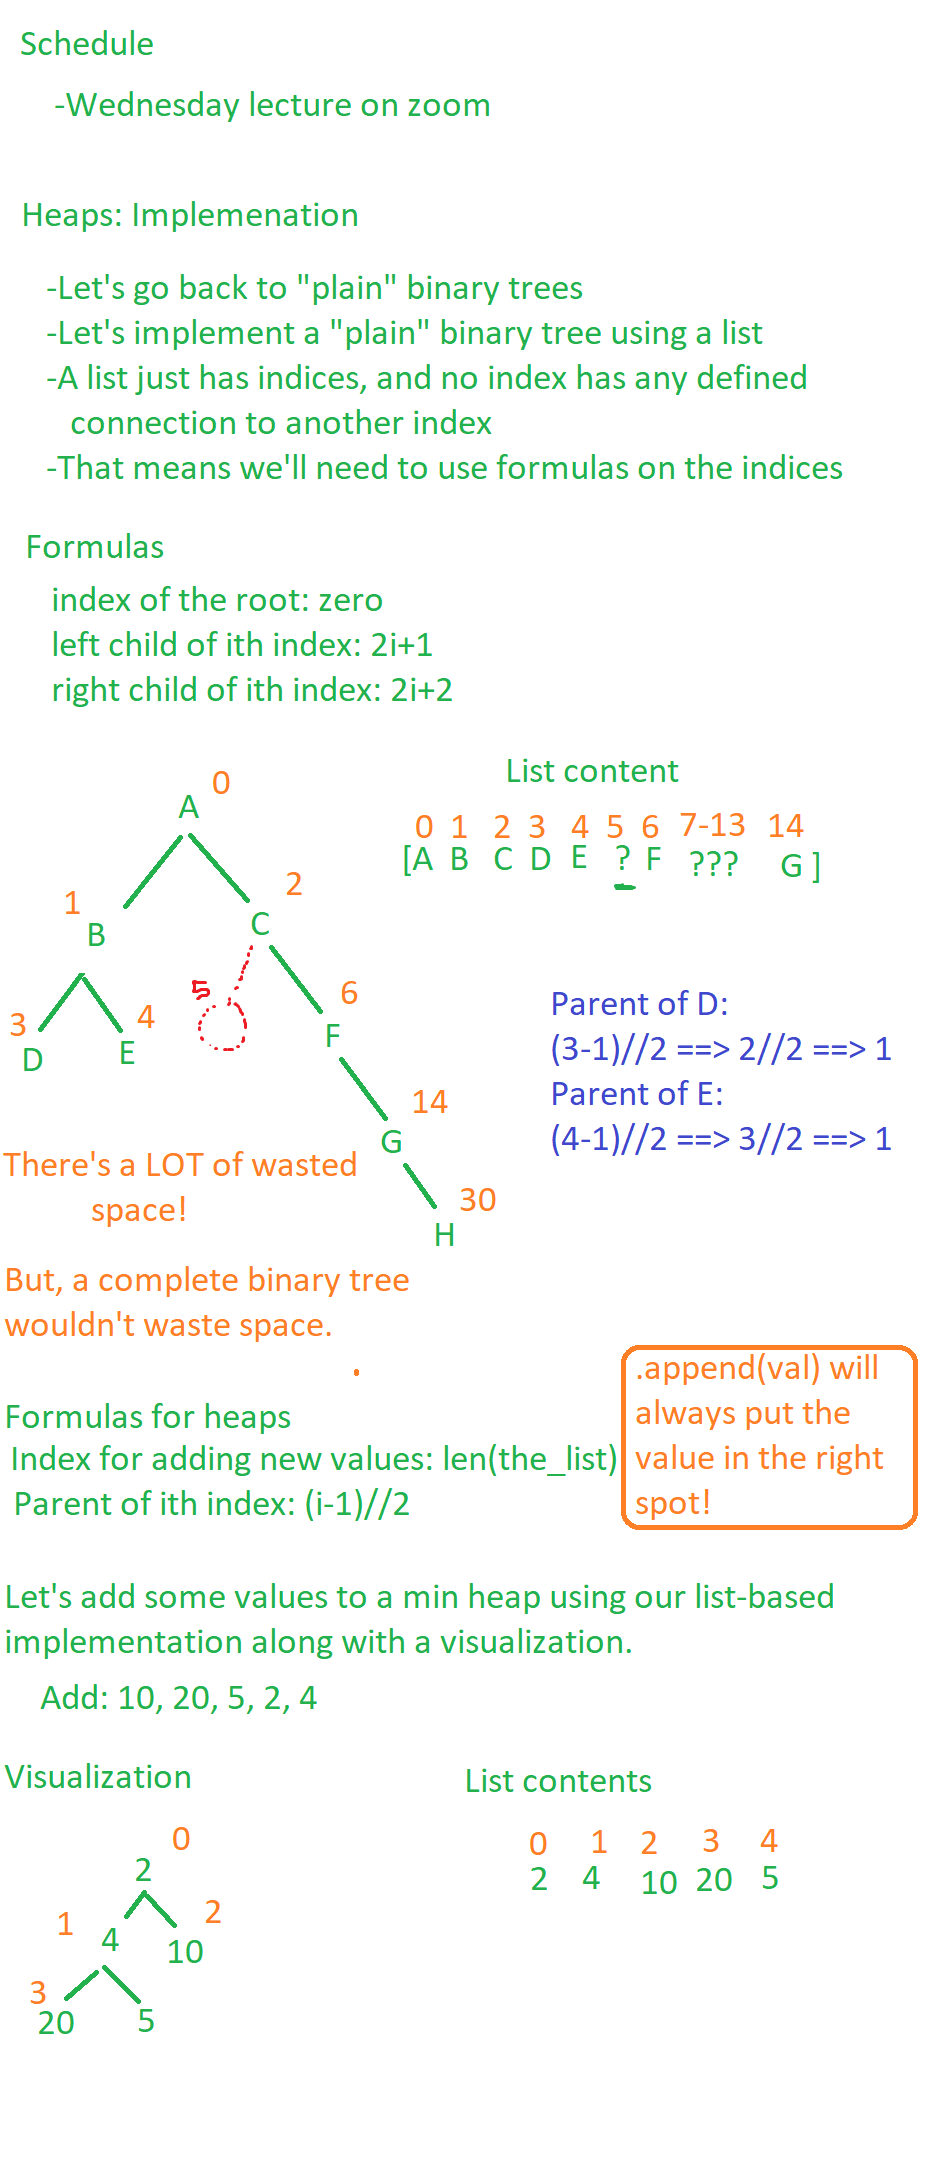 Schedule
-Wednesday lecture on zoom
Heaps: Implemenation
-Let's go back to "plain" binary trees
-Let's implement a "plain" binary tree using a list
-A list just has indices, and no index has any defined
connection to another index
-That means we'll need to use formulas on the indices
Formulas
index of the root: zero
left child of ith index: 2i+1
right child of ith index: 2i+2
0
A
1
2
B
C
5
6
3
4
D
E
F
14
G
30
H
List content
0 1 2 3 4 5 6 7-13 14
[A B C D E ? F ??? G ]
Parent of D:
(3-1)//2 ==> 2//2 ==> 1
Parent of E:
(4-1)//2 ==> 3//2 ==> 1
There's a LOT of wasted
space!
But, a complete binary tree
wouldn't waste space.
Formulas for heaps
Index for adding new values: len(the_list)
Parent of ith index: (i-1)//2
.append(val) will
always put the
value in the right
spot!
Let's add some values to a min heap using our list-based
implementation along with a visualization.
Add: 10, 20, 5, 2, 4
Visualization
0
2
1
2
4
10
3
20
5
List contents
0 1 2 3 4
2 4 10 20 5